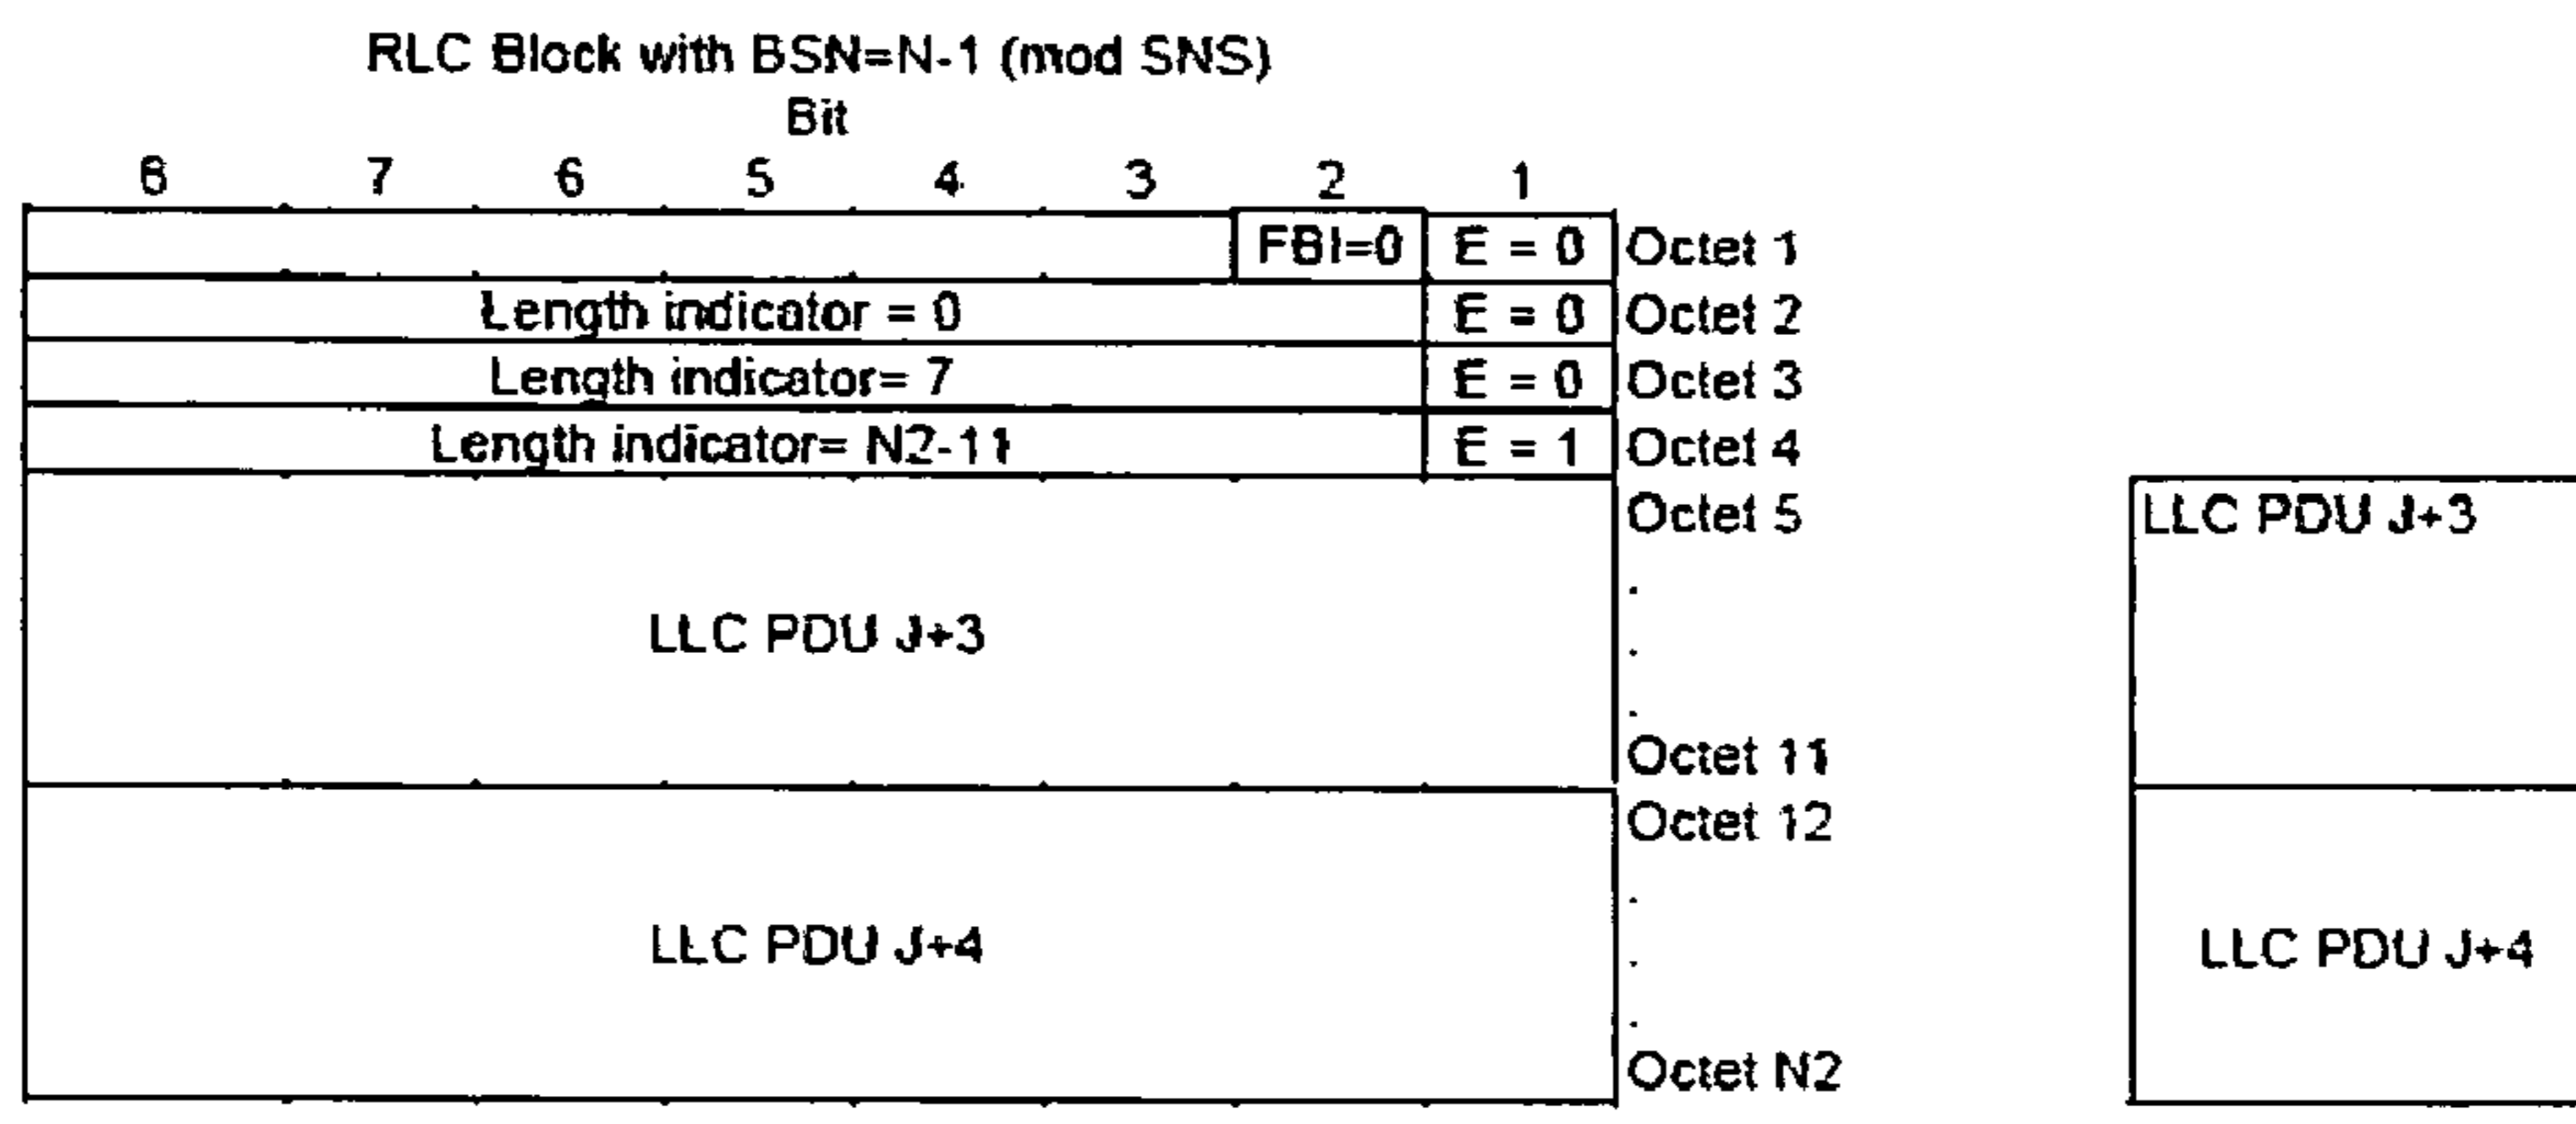 RLC Block with BSN=N-1 (mod SNS)
Bit
8 7 6 5 4 3 2 1
FBI=0 E = 0 Octet 1
Length indicator = 0 E = 0 Octet 2
Length indicator= 7 E = 0 Octet 3
Length indicator= N2-11 E = 1 Octet 4
Octet 5
LLC PDU J+3
LLC PDU J+3
Octet 11
Octet 12
LLC PDU J+4
LLC PDU J+4
Octet N2